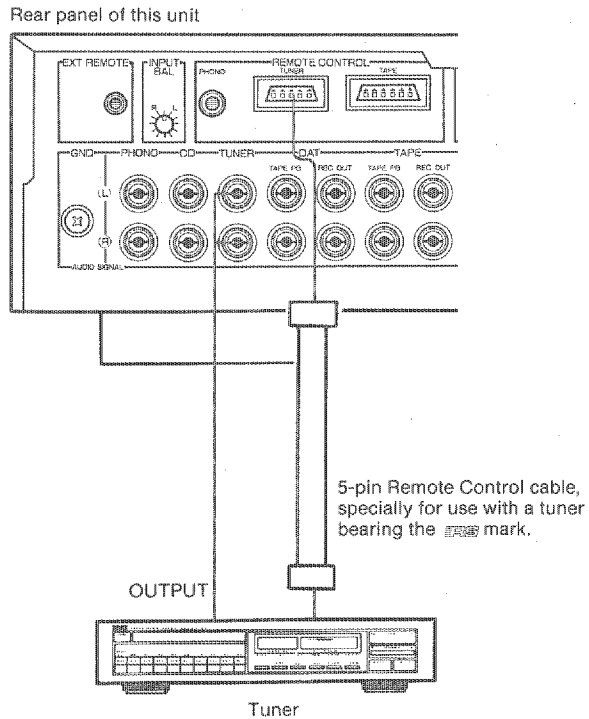 Rear panel of this unit
EXT REMOTE INPUT BAL REMOTE CONTROL
PHONO TUNER TAPE
R L
GND PHONO CD TUNER DAT TAPE
TAPE PB REC OUT TAPE PB REC OUT
(L)
(R)
AUDIO SIGNAL
5-pin Remote Control cable,
specially for use with a tuner
bearing the mark.
OUTPUT
Tuner